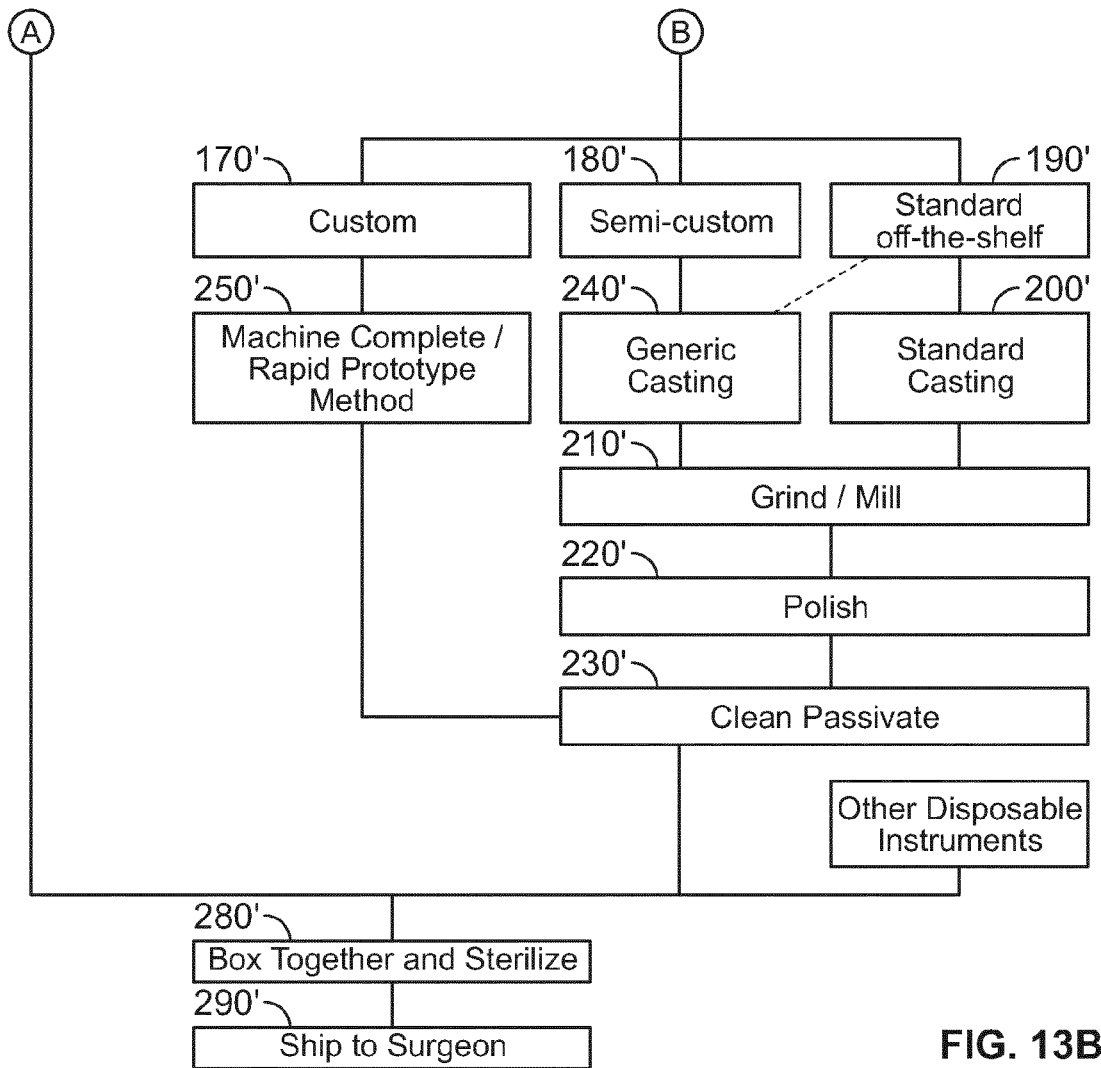 A
B
170'
180'
190'
Custom
Semi-custom
Standard
off-the-shelf
250'
240'
200'
Machine Complete /
Rapid Prototype
Method
Generic
Casting
Standard
Casting
210'
Grind / Mill
220'
Polish
230'
Clean Passivate
Other Disposable
Instruments
280'
Box Together and Sterilize
290'
Ship to Surgeon
FIG. 13B